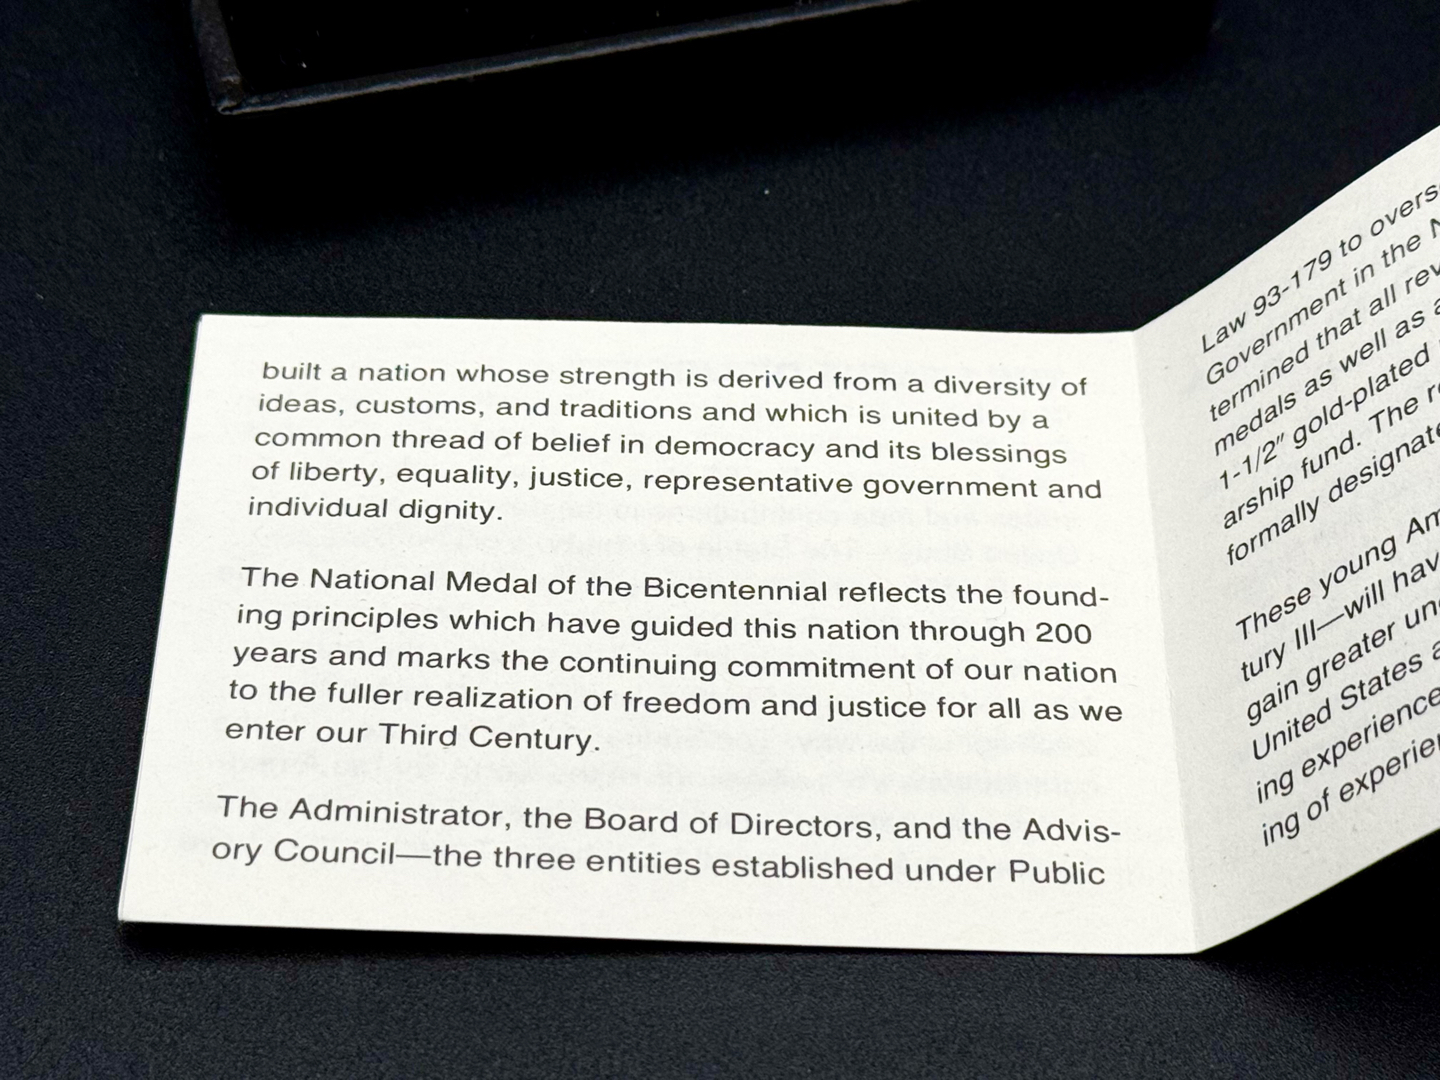 built a nation whose strength is derived from a diversity of
ideas, customs, and traditions and which is united by a
common thread of belief in democracy and its blessings
of liberty, equality, justice, representative government and
individual dignity.
The National Medal of the Bicentennial reflects the found-
ing principles which have guided this nation through 200
years and marks the continuing commitment of our nation
to the fuller realization of freedom and justice for all as we
enter our Third Century.
The Administrator, the Board of Directors, and the Advis-
ory Council—the three entities established under Public
Law 93-179 to overs
Government in the N
termined that all rev
medals as well as a
1-1/2" gold-plated
arship fund. The re
formally designate
These young Am
tury III—will hav
gain greater un
United States a
ing experience
ing of experie